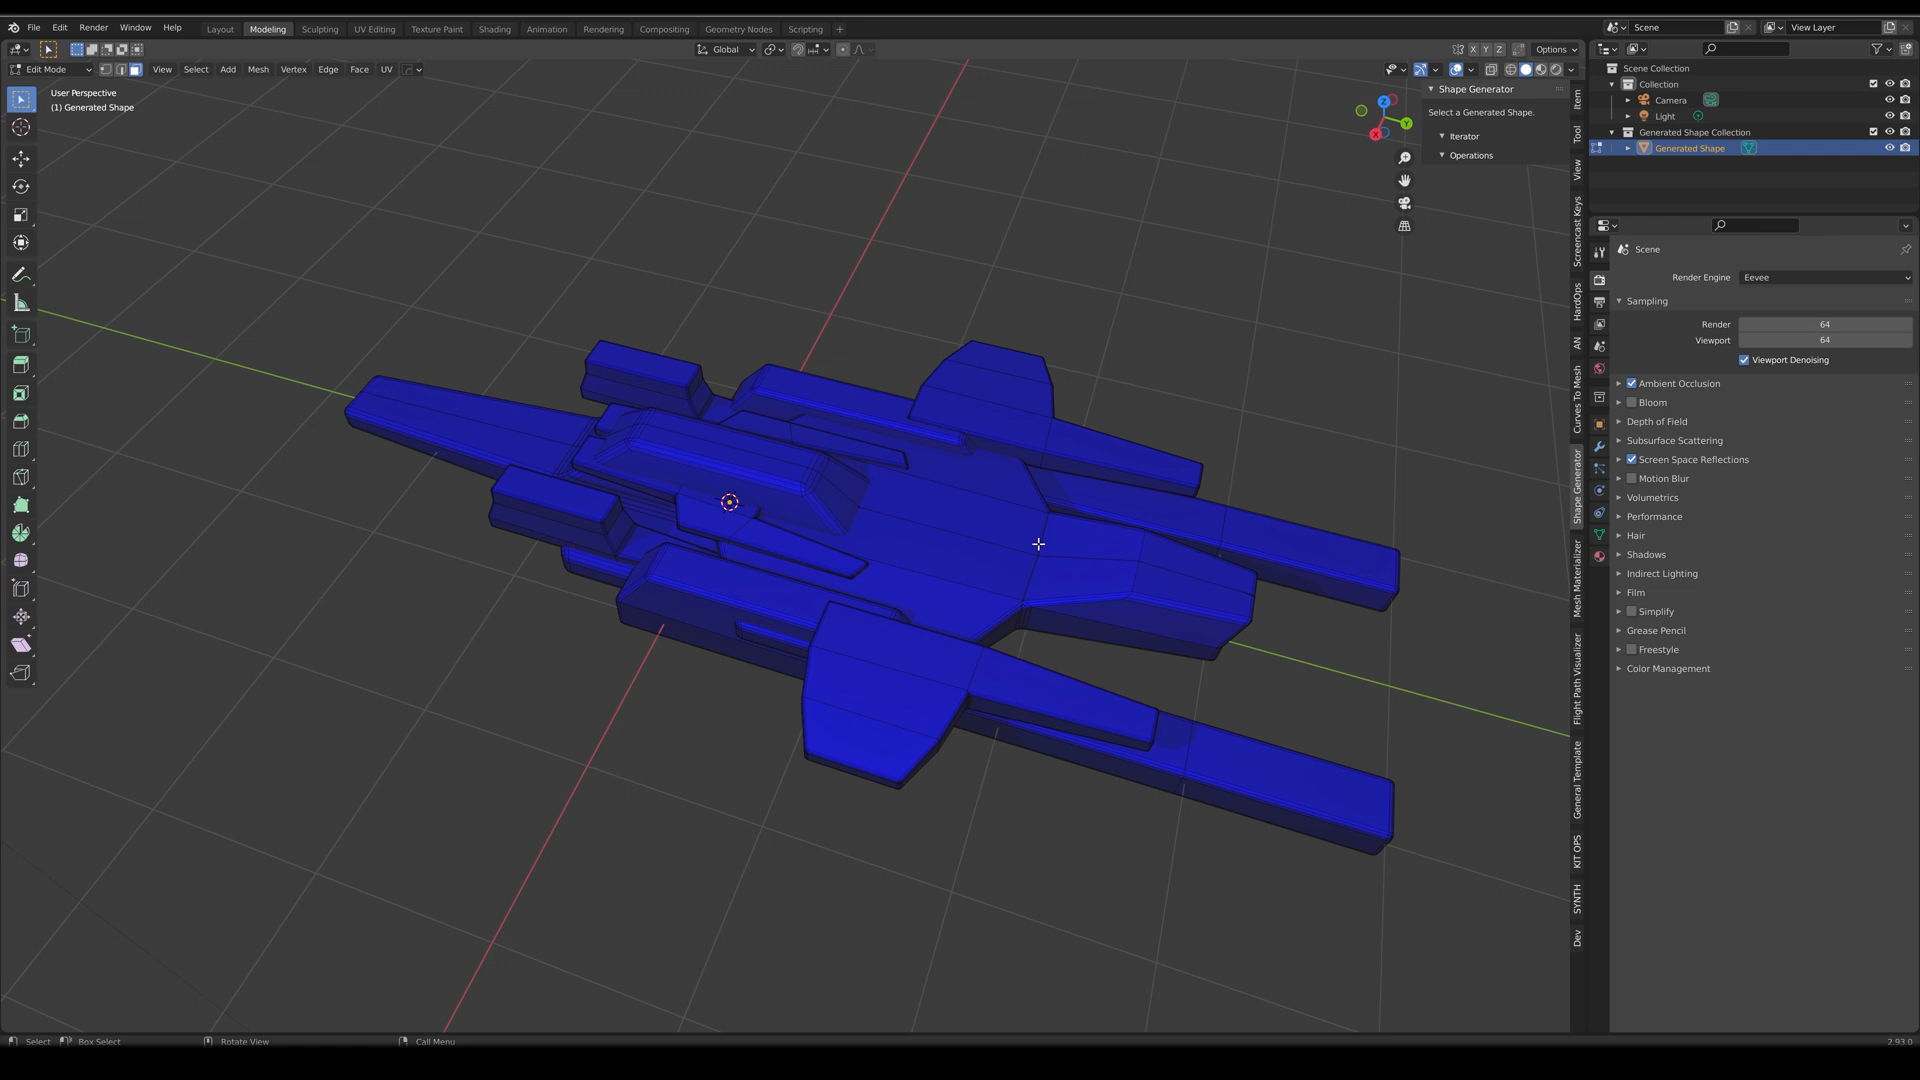 File Edit Render Window Help
Layout Modeling Sculpting UV Editing Texture Paint Shading Animation Rendering Compositing Geometry Nodes Scripting +
Scene
View Layer
Global
X Y Z
Options
Edit Mode
View Select Add Mesh Vertex Edge Face UV
User Perspective
(1) Generated Shape
Z
Y
X
Shape Generator
Select a Generated Shape.
Iterator
Operations
Item
Tool
View
Screencast Keys
HardOps
AN
Curves To Mesh
Shape Generator
Mesh Materializer
Flight Path Visualizer
General Template
KIT OPS
SYNTH
Dev
Scene Collection
Collection
Camera
Light
Generated Shape Collection
Generated Shape
Scene
Render Engine Eevee
Sampling
Render 64
Viewport 64
Viewport Denoising
Ambient Occlusion
Bloom
Depth of Field
Subsurface Scattering
Screen Space Reflections
Motion Blur
Volumetrics
Performance
Hair
Shadows
Indirect Lighting
Film
Simplify
Grease Pencil
Freestyle
Color Management
Select Box Select Rotate View Call Menu
2.93.0